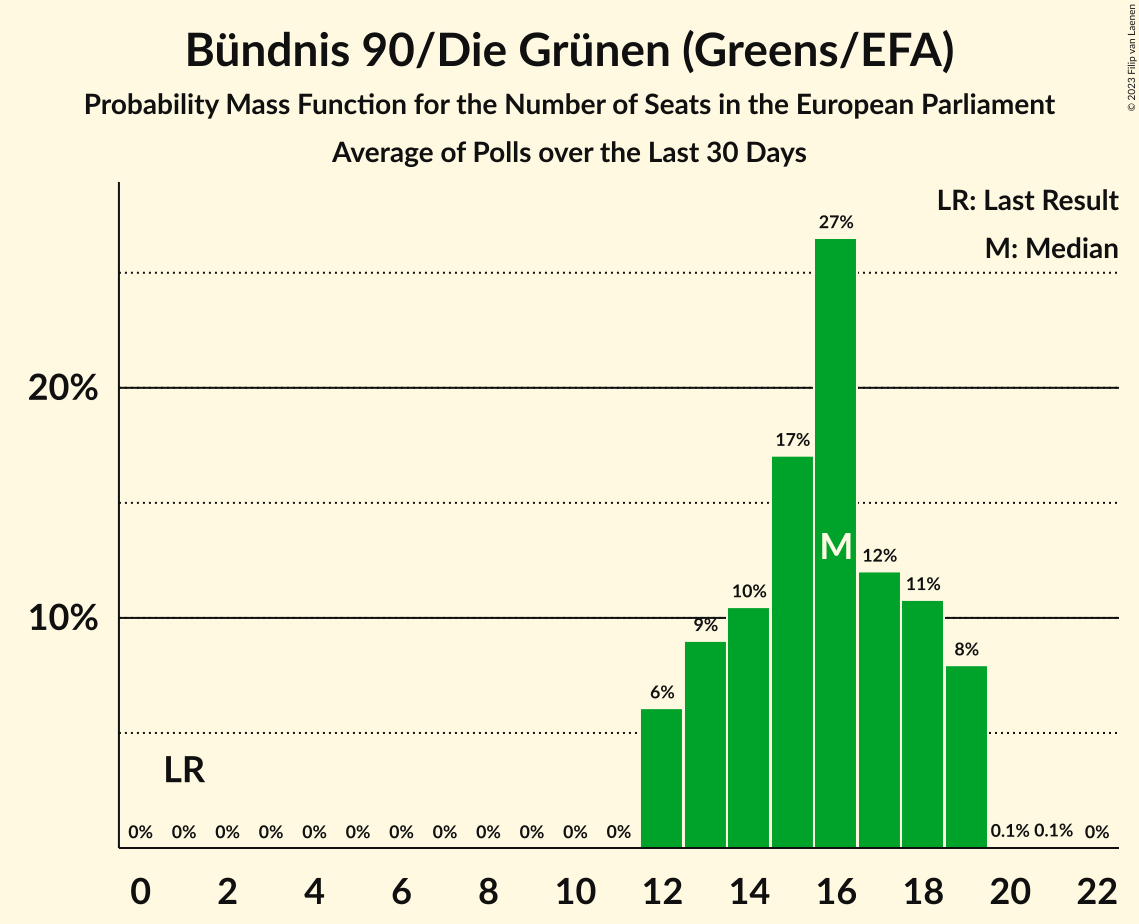 Bündnis 90/Die Grünen (Greens/EFA)
Probability Mass Function for the Number of Seats in the European Parliament
Average of Polls over the Last 30 Days
© 2023 Filip van Laenen
LR: Last Result
M: Median
27%
20%
17%
M
12%
11%
10%
10%
9%
8%
6%
LR
0% 0% 0% 0% 0% 0% 0% 0% 0% 0% 0% 0% 0.1% 0.1% 0%
0 2 4 6 8 10 12 14 16 18 20 22